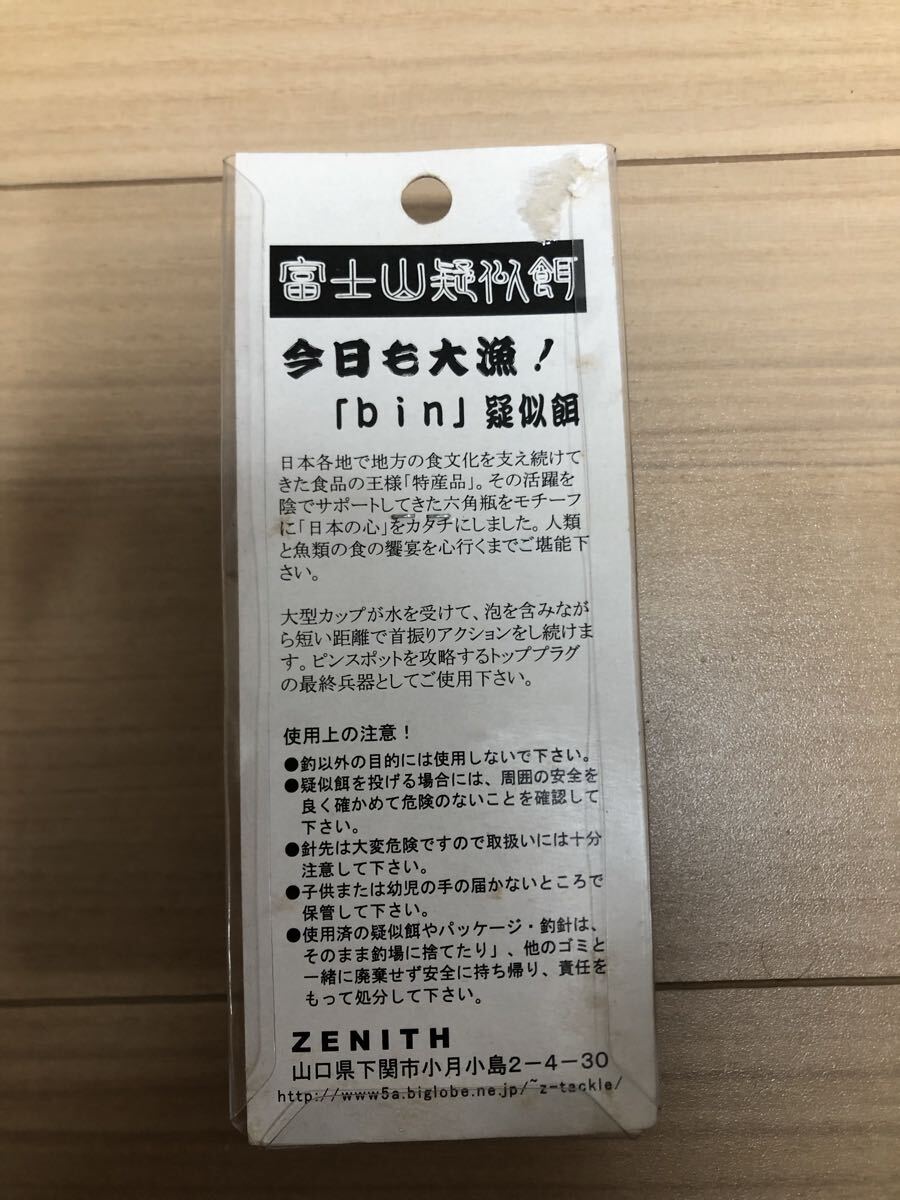 富士山疑似餌
今日も大漁!
「bin」疑似餌
日本各地で地方の食文化を支え続けて
きた食品の王様「特産品」。その活躍を
陰でサポートしてきた六角瓶をモチーフ
に「日本の心」をカタチにしました。人類
と魚類の食の饗宴を心行くまでご堪能下
さい。
大型カップが水を受けて、泡を含みなが
ら短い距離で首振りアクションをし続けま
す。ピンスポットを攻略するトッププラグ
の最終兵器としてご使用下さい。
使用上の注意!
●釣以外の目的には使用しないで下さい。
●疑似餌を投げる場合には、周囲の安全を
良く確かめて危険のないことを確認して
下さい。
●針先は大変危険ですので取扱いには十分
注意して下さい。
●子供または幼児の手の届かないところで
保管して下さい。
●使用済の疑似餌やパッケージ・釣針は、
そのまま釣場に捨てたり」、他のゴミと
一緒に廃棄せず安全に持ち帰り、責任を
もって処分して下さい。
ZENITH
山口県下関市小月小島2-4-30
http://www5a.biglobe.ne.jp/~z-tackle/